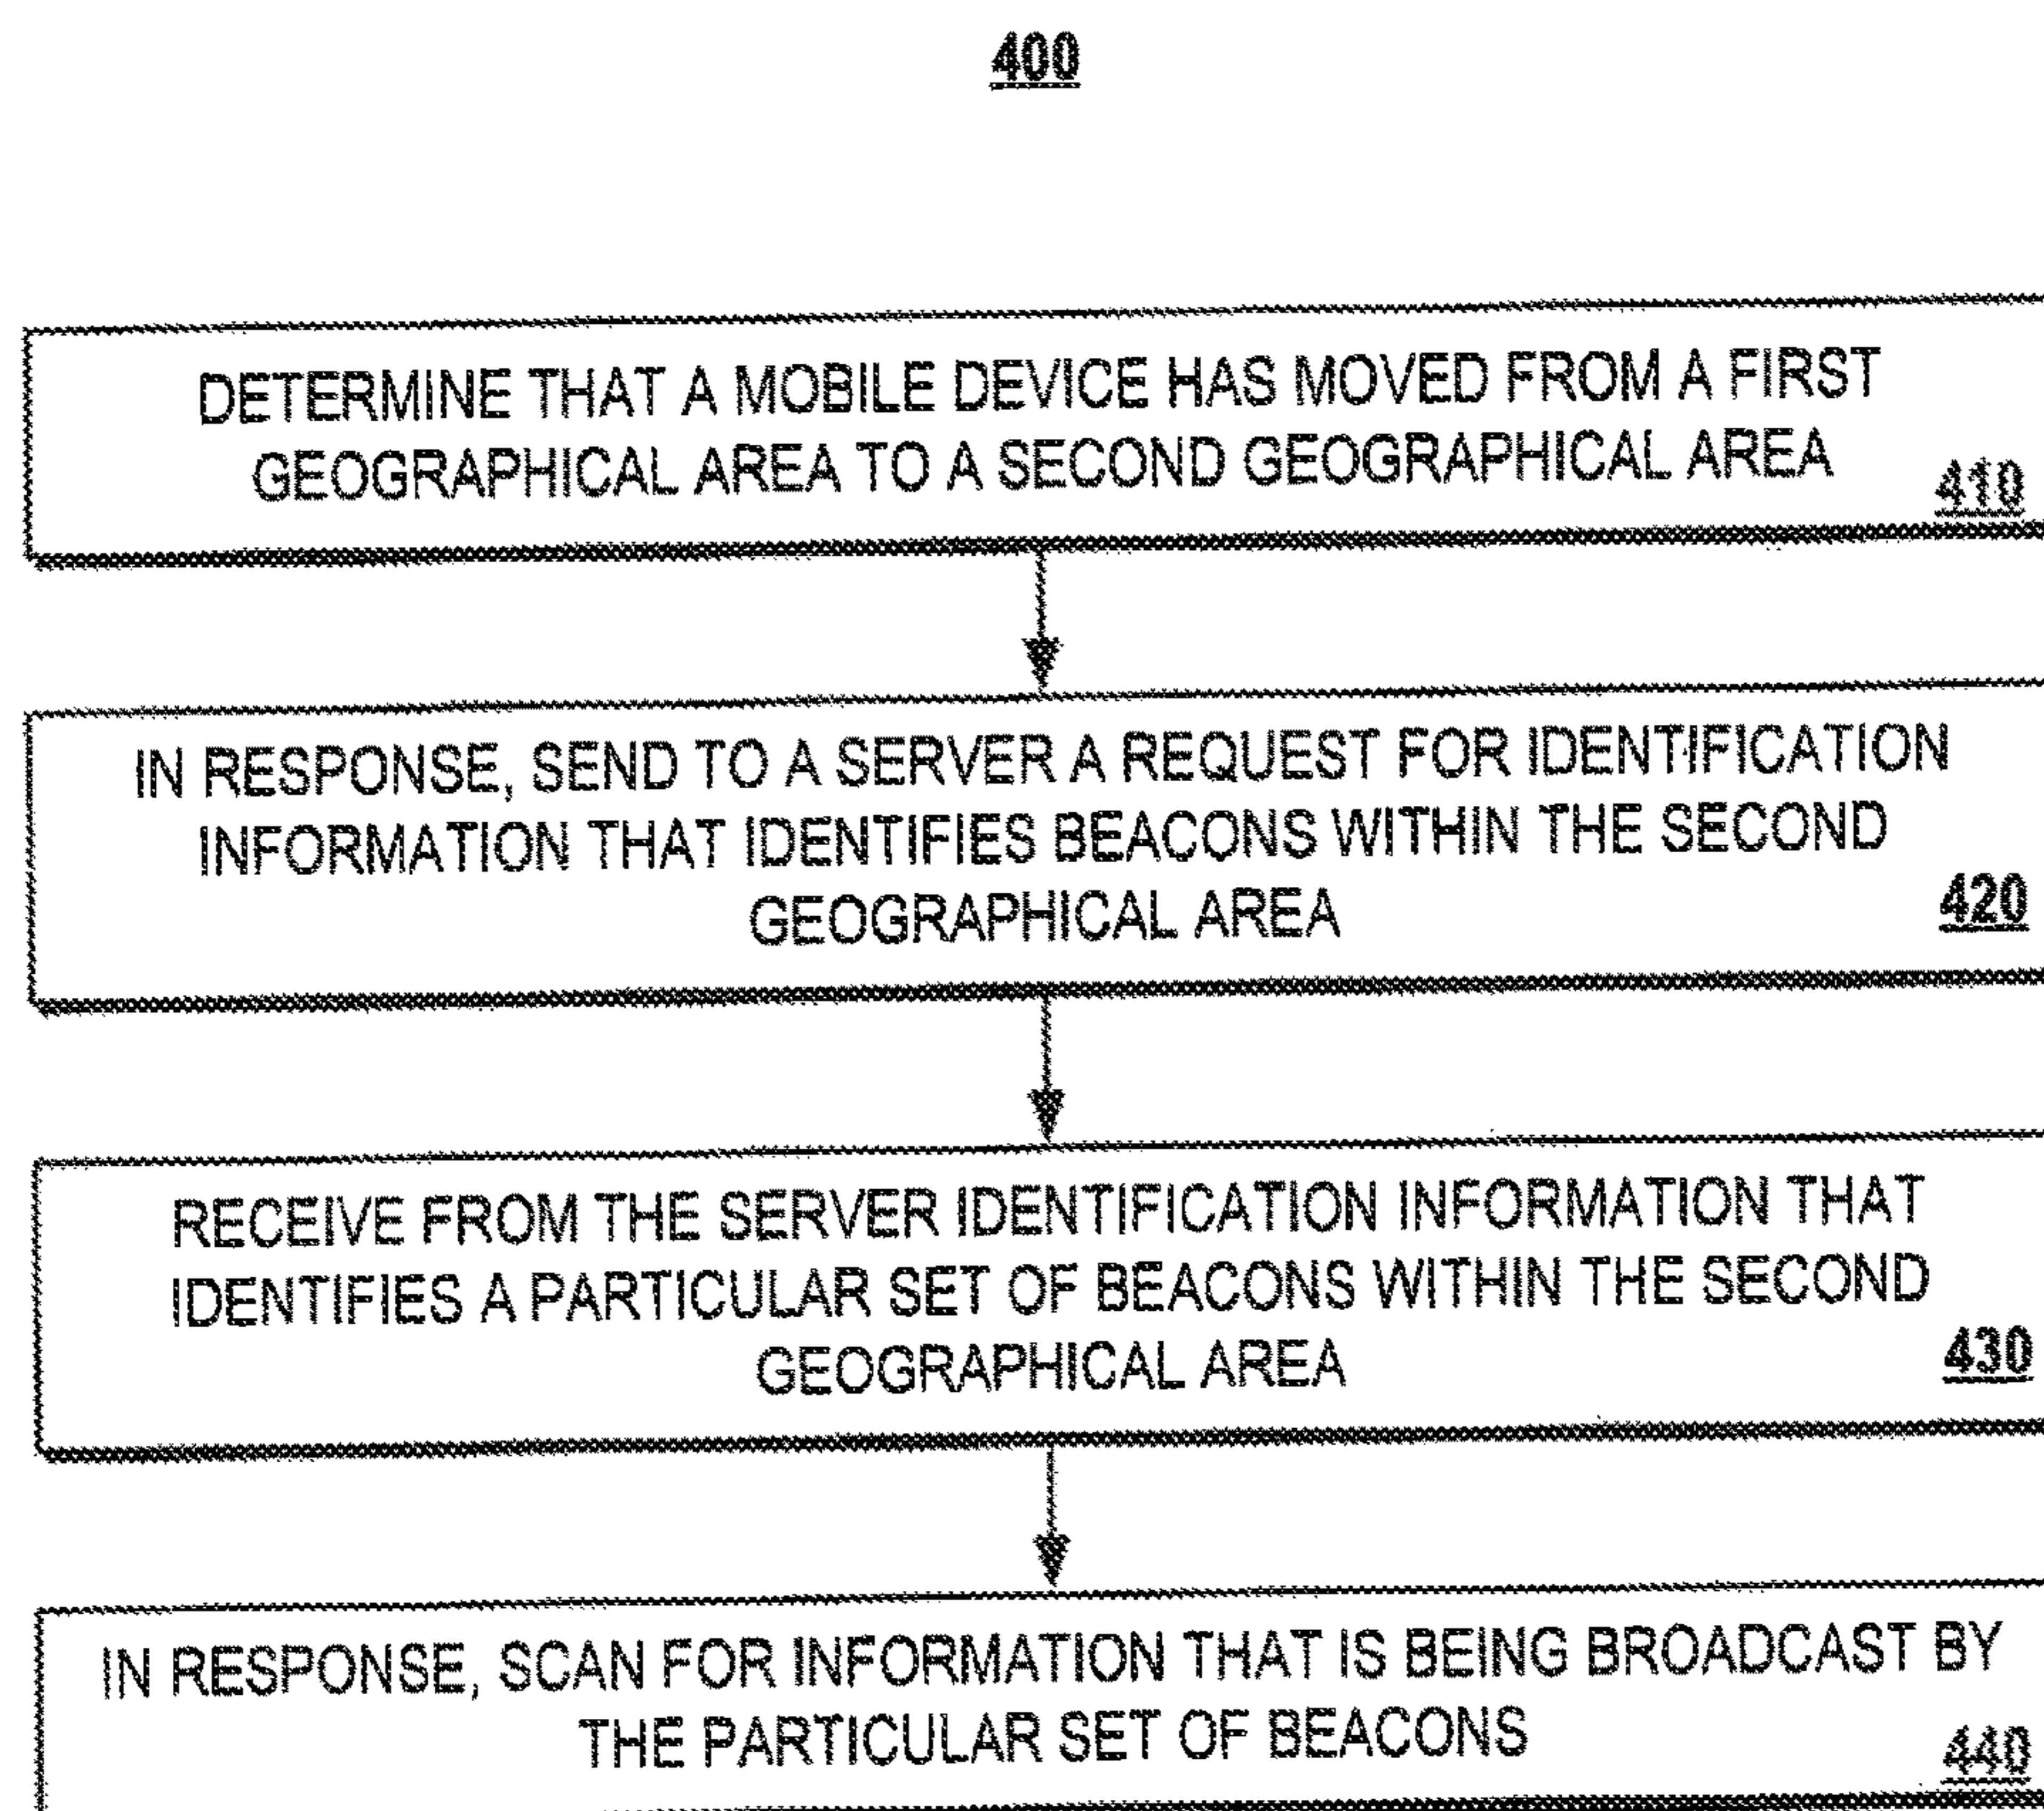 400
DETERMINE THAT A MOBILE DEVICE HAS MOVED FROM A FIRST
GEOGRAPHICAL AREA TO A SECOND GEOGRAPHICAL AREA
410
IN RESPONSE, SEND TO A SERVER A REQUEST FOR IDENTIFICATION
INFORMATION THAT IDENTIFIES BEACONS WITHIN THE SECOND
GEOGRAPHICAL AREA
420
RECEIVE FROM THE SERVER IDENTIFICATION INFORMATION THAT
IDENTIFIES A PARTICULAR SET OF BEACONS WITHIN THE SECOND
GEOGRAPHICAL AREA
430
IN RESPONSE, SCAN FOR INFORMATION THAT IS BEING BROADCAST BY
THE PARTICULAR SET OF BEACONS
440